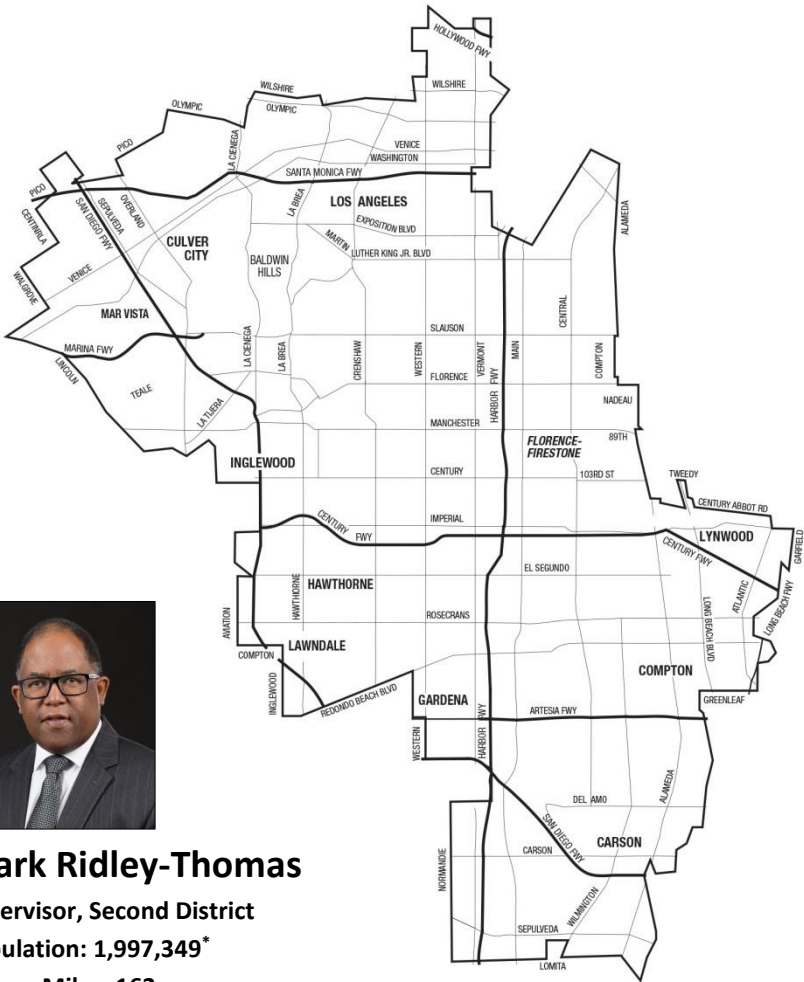 HOLLYWOOD FWY
WILSHIRE
WILSHIRE
OLYMPIC
OLYMPIC
PICO
LA CIENEGA
VENICE
WASHINGTON
SANTA MONICA FWY
PICO
CENTINRLA
SAN DIEGO FWY
SEPULVEDA
OVERLAND
LA BREA
LOS ANGELES
EXPOSITION BLVD
MARTIN
LUTHER KING JR. BLVD
ALAMEDA
CULVER
CITY
BALDWIN
HILLS
WALGROVE
VENICE
MAR VISTA
MARINA FWY
LINCOLN
TEALE
LA TIJERA
LA CIENEGA
LA BREA
CRENSHAW
SLAUSON
WESTERN
FLORENCE
VERMONT
HARBOR FWY
MAIN
CENTRAL
COMPTON
NADEAU
MANCHESTER
FLORENCE-
FIRESTONE
89TH
INGLEWOOD
CENTURY
103RD ST
TWEEDY
CENTURY ABBOT RD
IMPERIAL
CENTURY
FWY
LYNWOOD
CENTURY FWY
GARFIELD
EL SEGUNDO
HAWTHORNE
HAWTHORNE
AVIATION
ROSECRANS
LONG BEACH BLVD
ATLANTIC
LONG BEACH FWY
LAWNDALE
COMPTON
INGLEWOOD
REDONDO BEACH BLVD
GARDENA
COMPTON
GREENLEAF
WESTERN
HARBOR FWY
ARTESIA FWY
ALAMEDA
DEL AMO
SAN DIEGO FWY
CARSON
CARSON
NORMANDIE
WILMINGTON
SEPULVEDA
LOMITA
ark Ridley-Thomas
ervisor, Second District
ulation: 1,997,349*